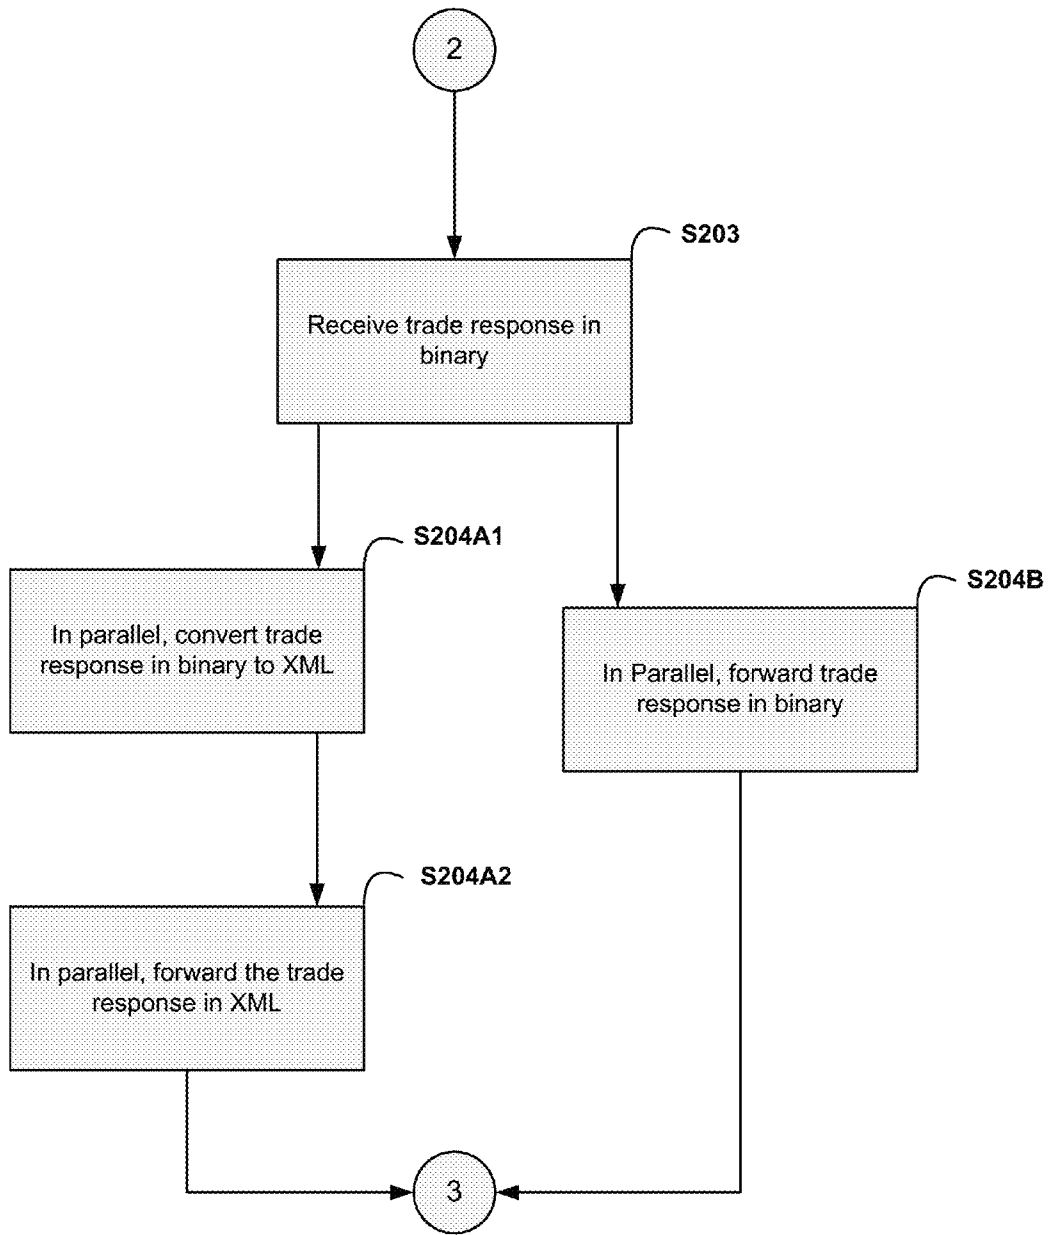 2
S203
Receive trade response in
binary
S204A1
In parallel, convert trade
response in binary to XML
S204B
In Parallel, forward trade
response in binary
S204A2
In parallel, forward the trade
response in XML
3